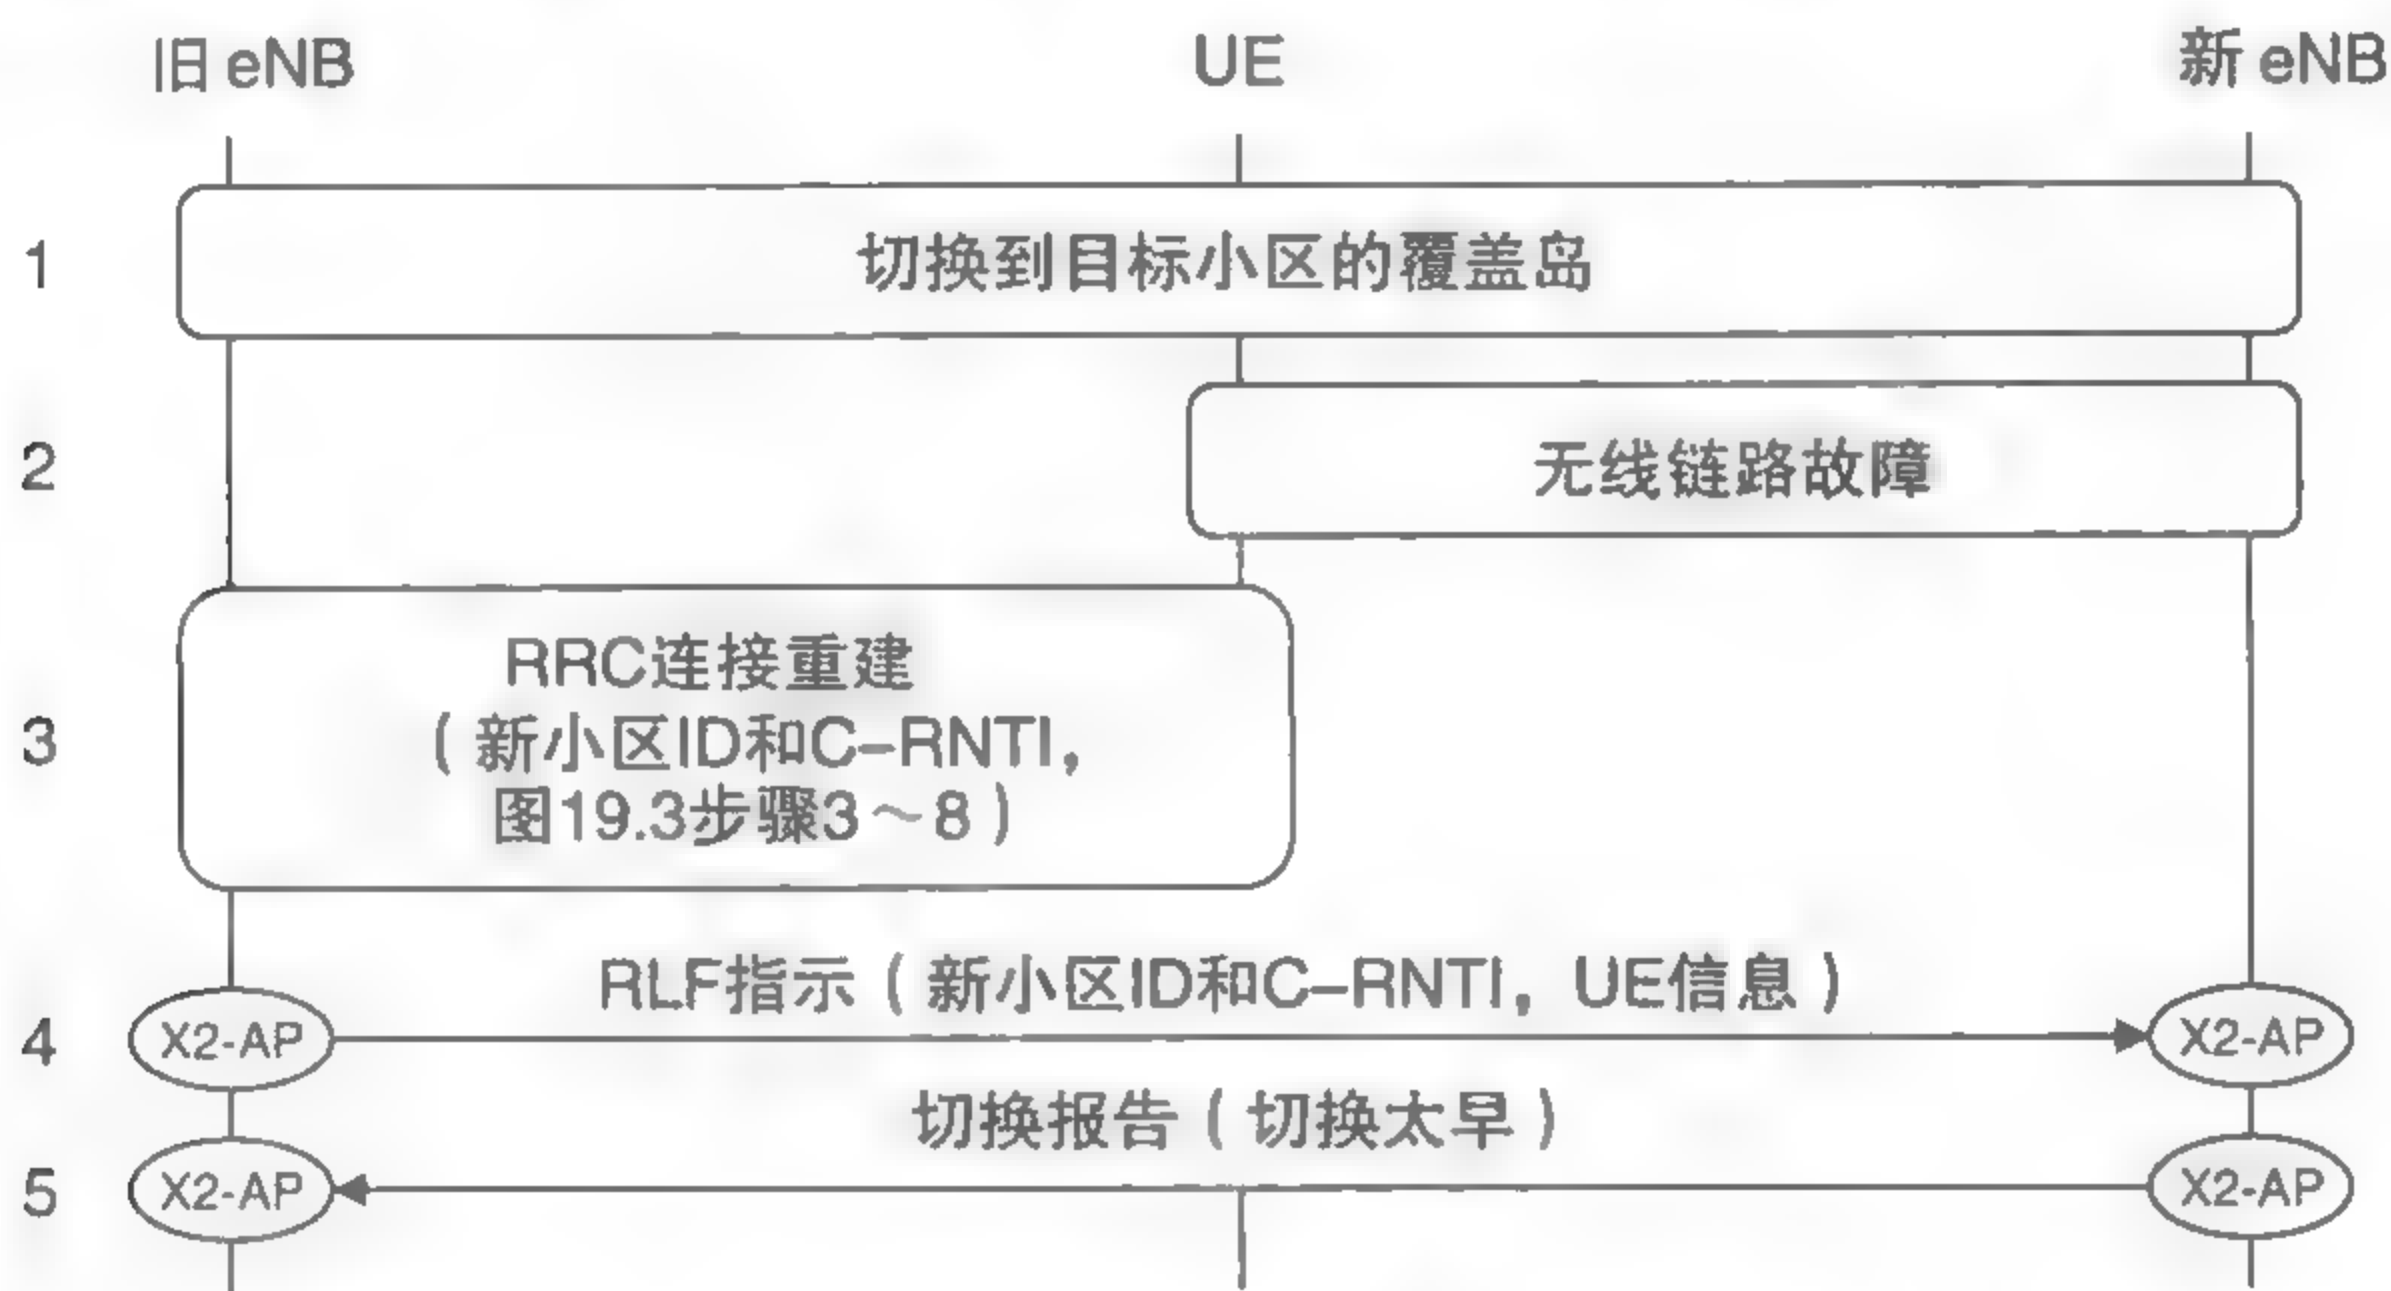 旧 eNB
UE
新 eNB
1
切换到目标小区的覆盖岛
2
无线链路故障
3
RRC连接重建
（新小区ID和C–RNTI，
图19.3步骤3～8）
RLF指示（新小区ID和C–RNTI，UE信息）
4
X2-AP
X2-AP
切换报告（切换太早）
5
X2-AP
X2-AP